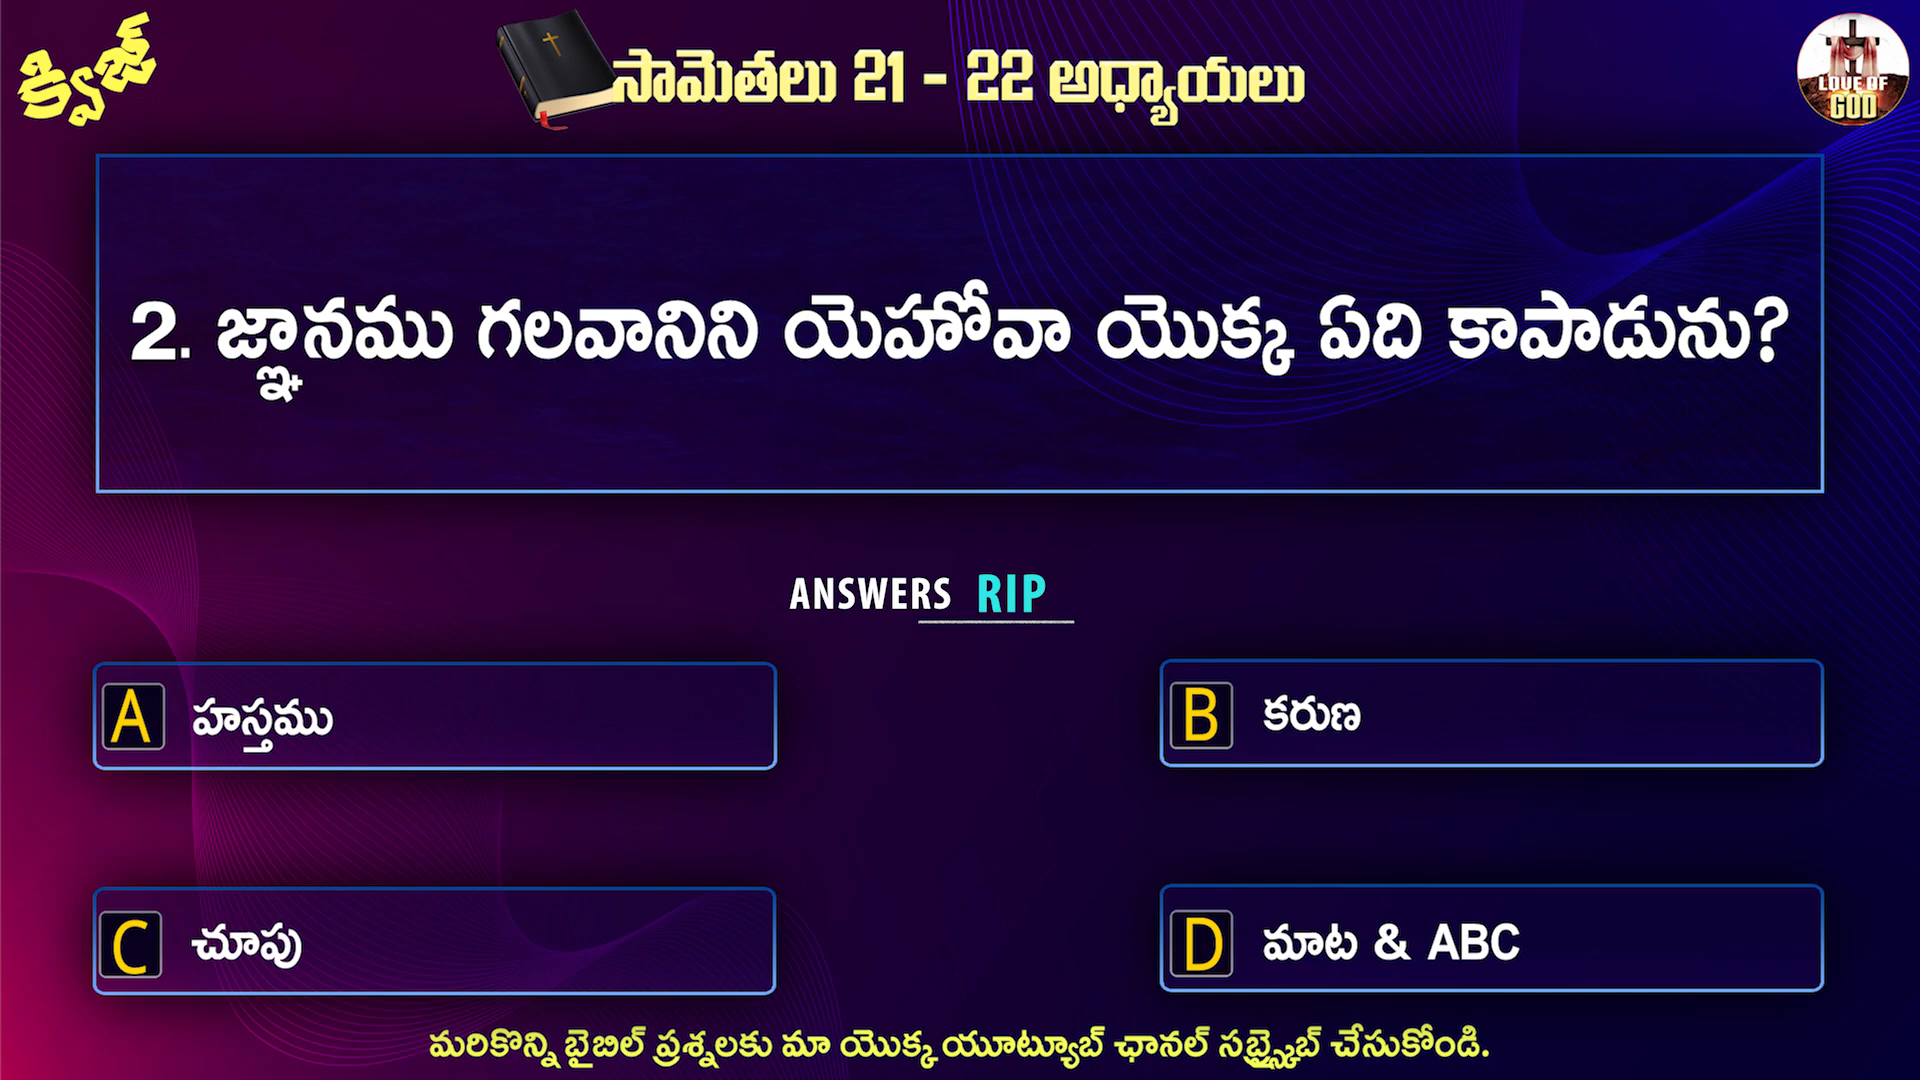 క్విజ్
సామెతలు 21 - 22 అధ్యాయలు
LOVE OF
GOD
2. జ్ఞానము గలవానిని యెహోవా యొక్క ఏది కాపాడును?
ANSWERS RIP
A హస్తము
B కరుణ
C చూపు
D మాట & ABC
మరికొన్ని బైబిల్ ప్రశ్నలకు మా యొక్క యూట్యూబ్ ఛానల్ సబ్స్క్రైబ్ చేసుకోండి.